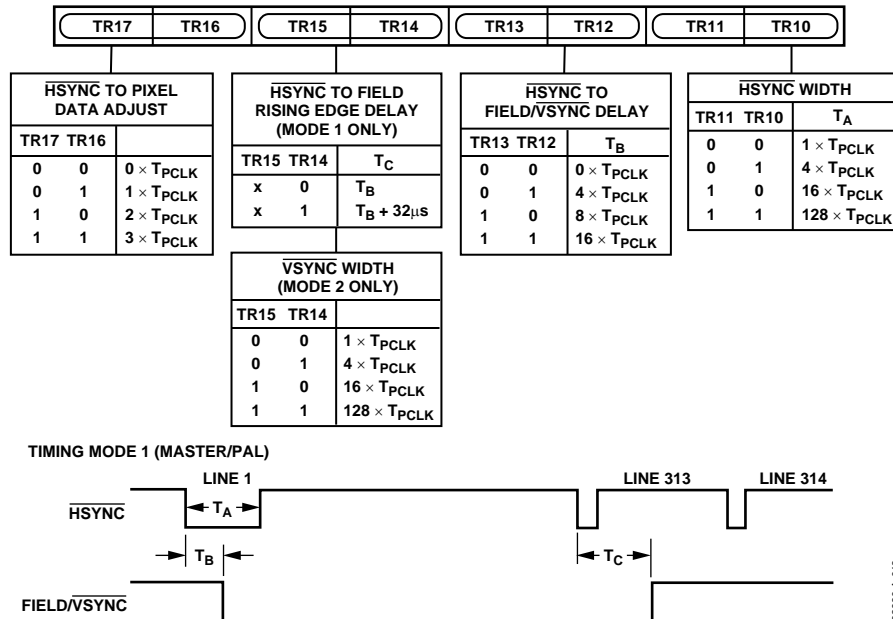 TR17 TR16 TR15 TR14 TR13 TR12 TR11 TR10
HSYNC TO PIXEL
DATA ADJUST
TR17 TR16
0 0 0 × TPCLK
0 1 1 × TPCLK
1 0 2 × TPCLK
1 1 3 × TPCLK
HSYNC TO FIELD
RISING EDGE DELAY
(MODE 1 ONLY)
TR15 TR14 TC
x 0 TB
x 1 TB + 32µs
HSYNC TO
FIELD/VSYNC DELAY
TR13 TR12 TB
0 0 0 × TPCLK
0 1 4 × TPCLK
1 0 8 × TPCLK
1 1 16 × TPCLK
HSYNC WIDTH
TR11 TR10 TA
0 0 1 × TPCLK
0 1 4 × TPCLK
1 0 16 × TPCLK
1 1 128 × TPCLK
VSYNC WIDTH
(MODE 2 ONLY)
TR15 TR14
0 0 1 × TPCLK
0 1 4 × TPCLK
1 0 16 × TPCLK
1 1 128 × TPCLK
TIMING MODE 1 (MASTER/PAL)
LINE 1 LINE 313 LINE 314
HSYNC
TA
TB
TC
FIELD/VSYNC